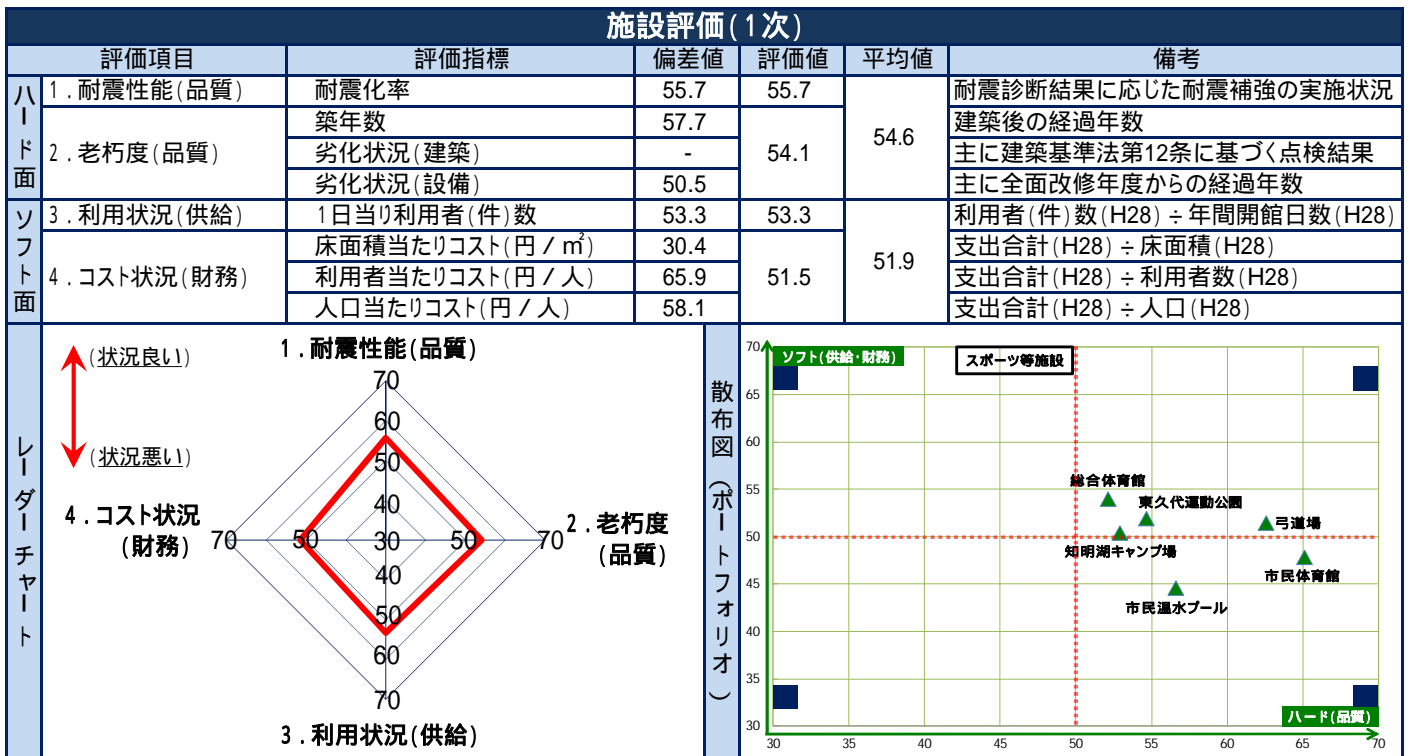 施設評価(1次)
評価項目 評価指標 偏差値 評価値 平均値 備考
ハード面
1.耐震性能(品質) 耐震化率 55.7 55.7 54.6 耐震診断結果に応じた耐震補強の実施状況
2.老朽度(品質) 築年数 57.7 54.1 建築後の経過年数
劣化状況(建築) - 主に建築基準法第12条に基づく点検結果
劣化状況(設備) 50.5 主に全面改修年度からの経過年数
ソフト面
3.利用状況(供給) 1日当り利用者(件)数 53.3 53.3 51.9 利用者(件)数(H28)÷年間開館日数(H28)
4.コスト状況(財務) 床面積当たりコスト(円/㎡) 30.4 51.5 支出合計(H28)÷床面積(H28)
利用者当たりコスト(円/人) 65.9 支出合計(H28)÷利用者数(H28)
人口当たりコスト(円/人) 58.1 支出合計(H28)÷人口(H28)
レーダーチャート
(状況良い)
(状況悪い)
1.耐震性能(品質)
70
60
50
40
4.コスト状況
(財務)
70 50 30 50 70
2.老朽度
(品質)
40
50
60
70
3.利用状況(供給)
散布図(ポートフォリオ)
ソフト(供給・財務)
スポーツ等施設
70
65
60
55
50
45
40
35
30
総合体育館
東久代運動公園
弓道場
知明湖キャンプ場
市民体育館
市民温水プール
ハード(品質)
30 35 40 45 50 55 60 65 70